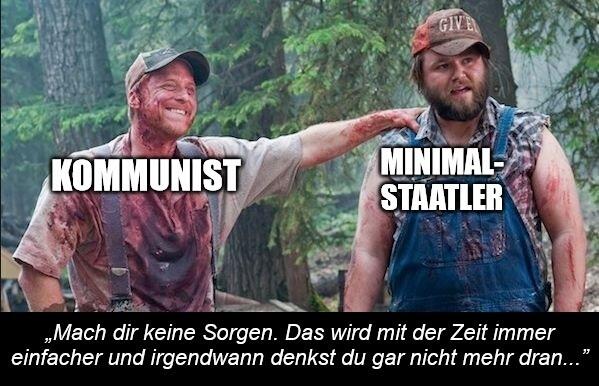 GIVE
KOMMUNIST
MINIMAL-
STAATLER
„Mach dir keine Sorgen. Das wird mit der Zeit immer
einfacher und irgendwann denkst du gar nicht mehr dran...”